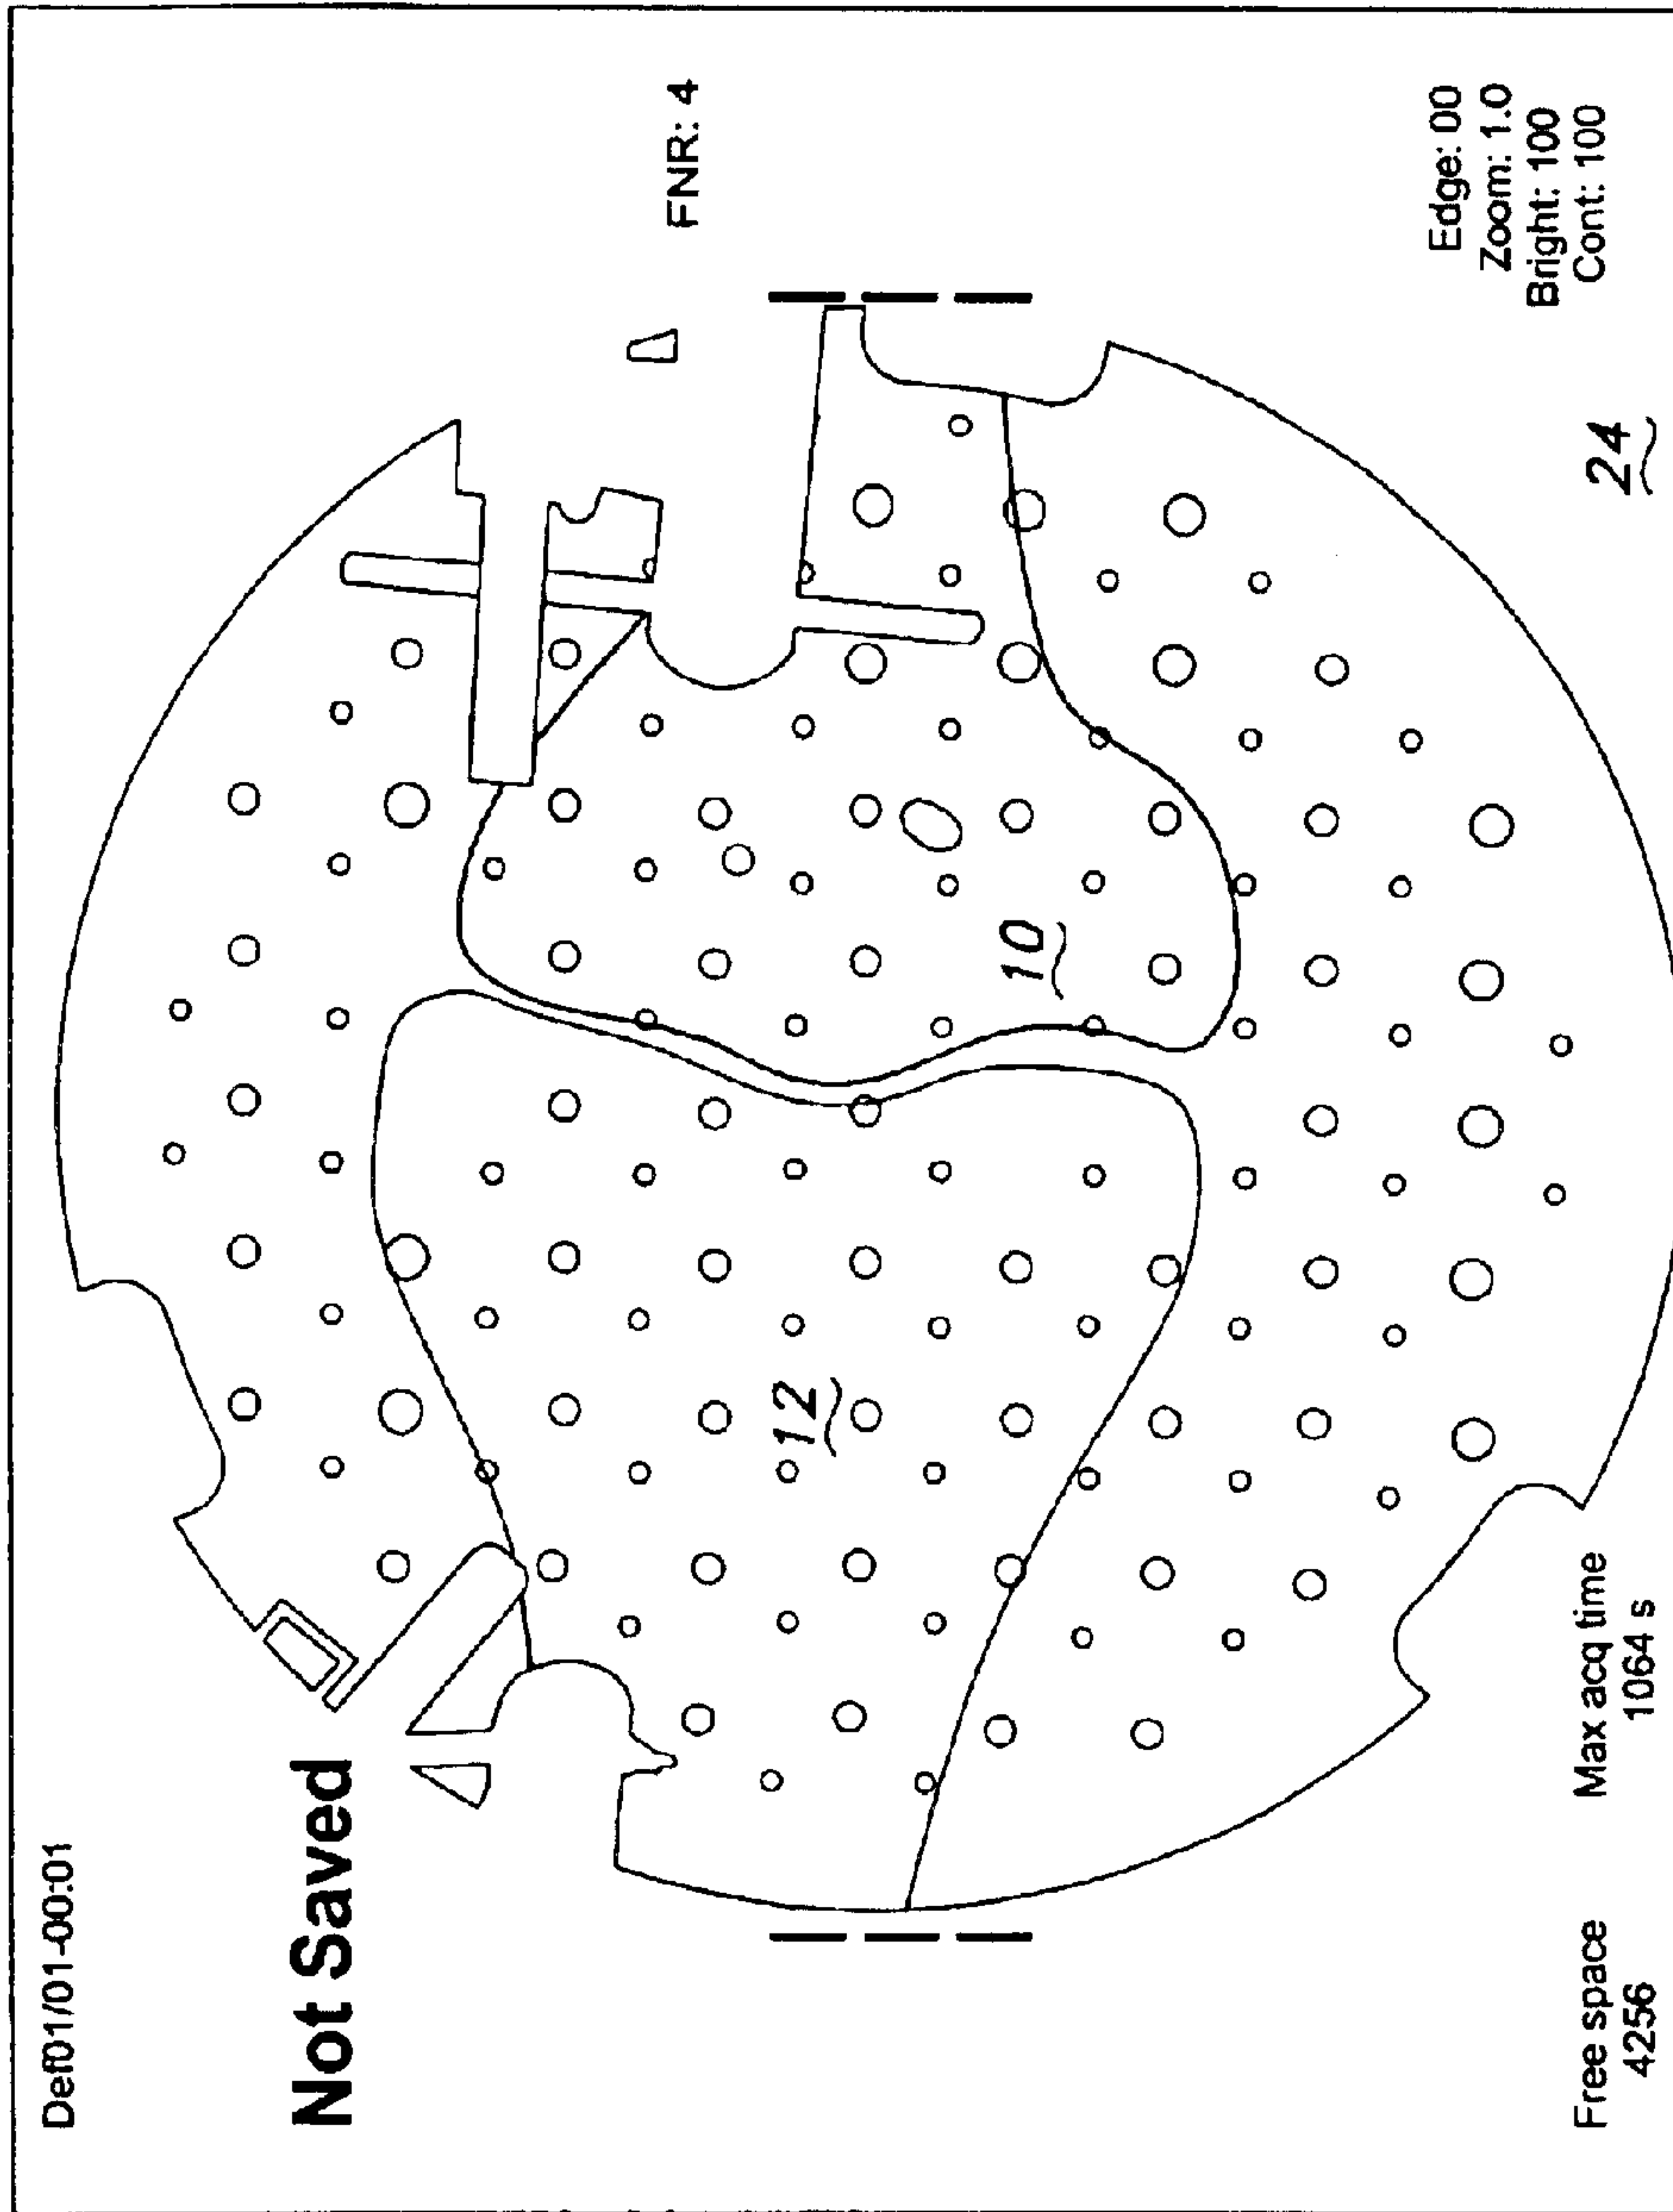 Def01/01-00:01
Not Saved
FNR: 4
12
10
24
Free space
4256
Max acq time
1064 s
Edge: 00
Zoom: 1.0
Bright: 100
Cont: 100